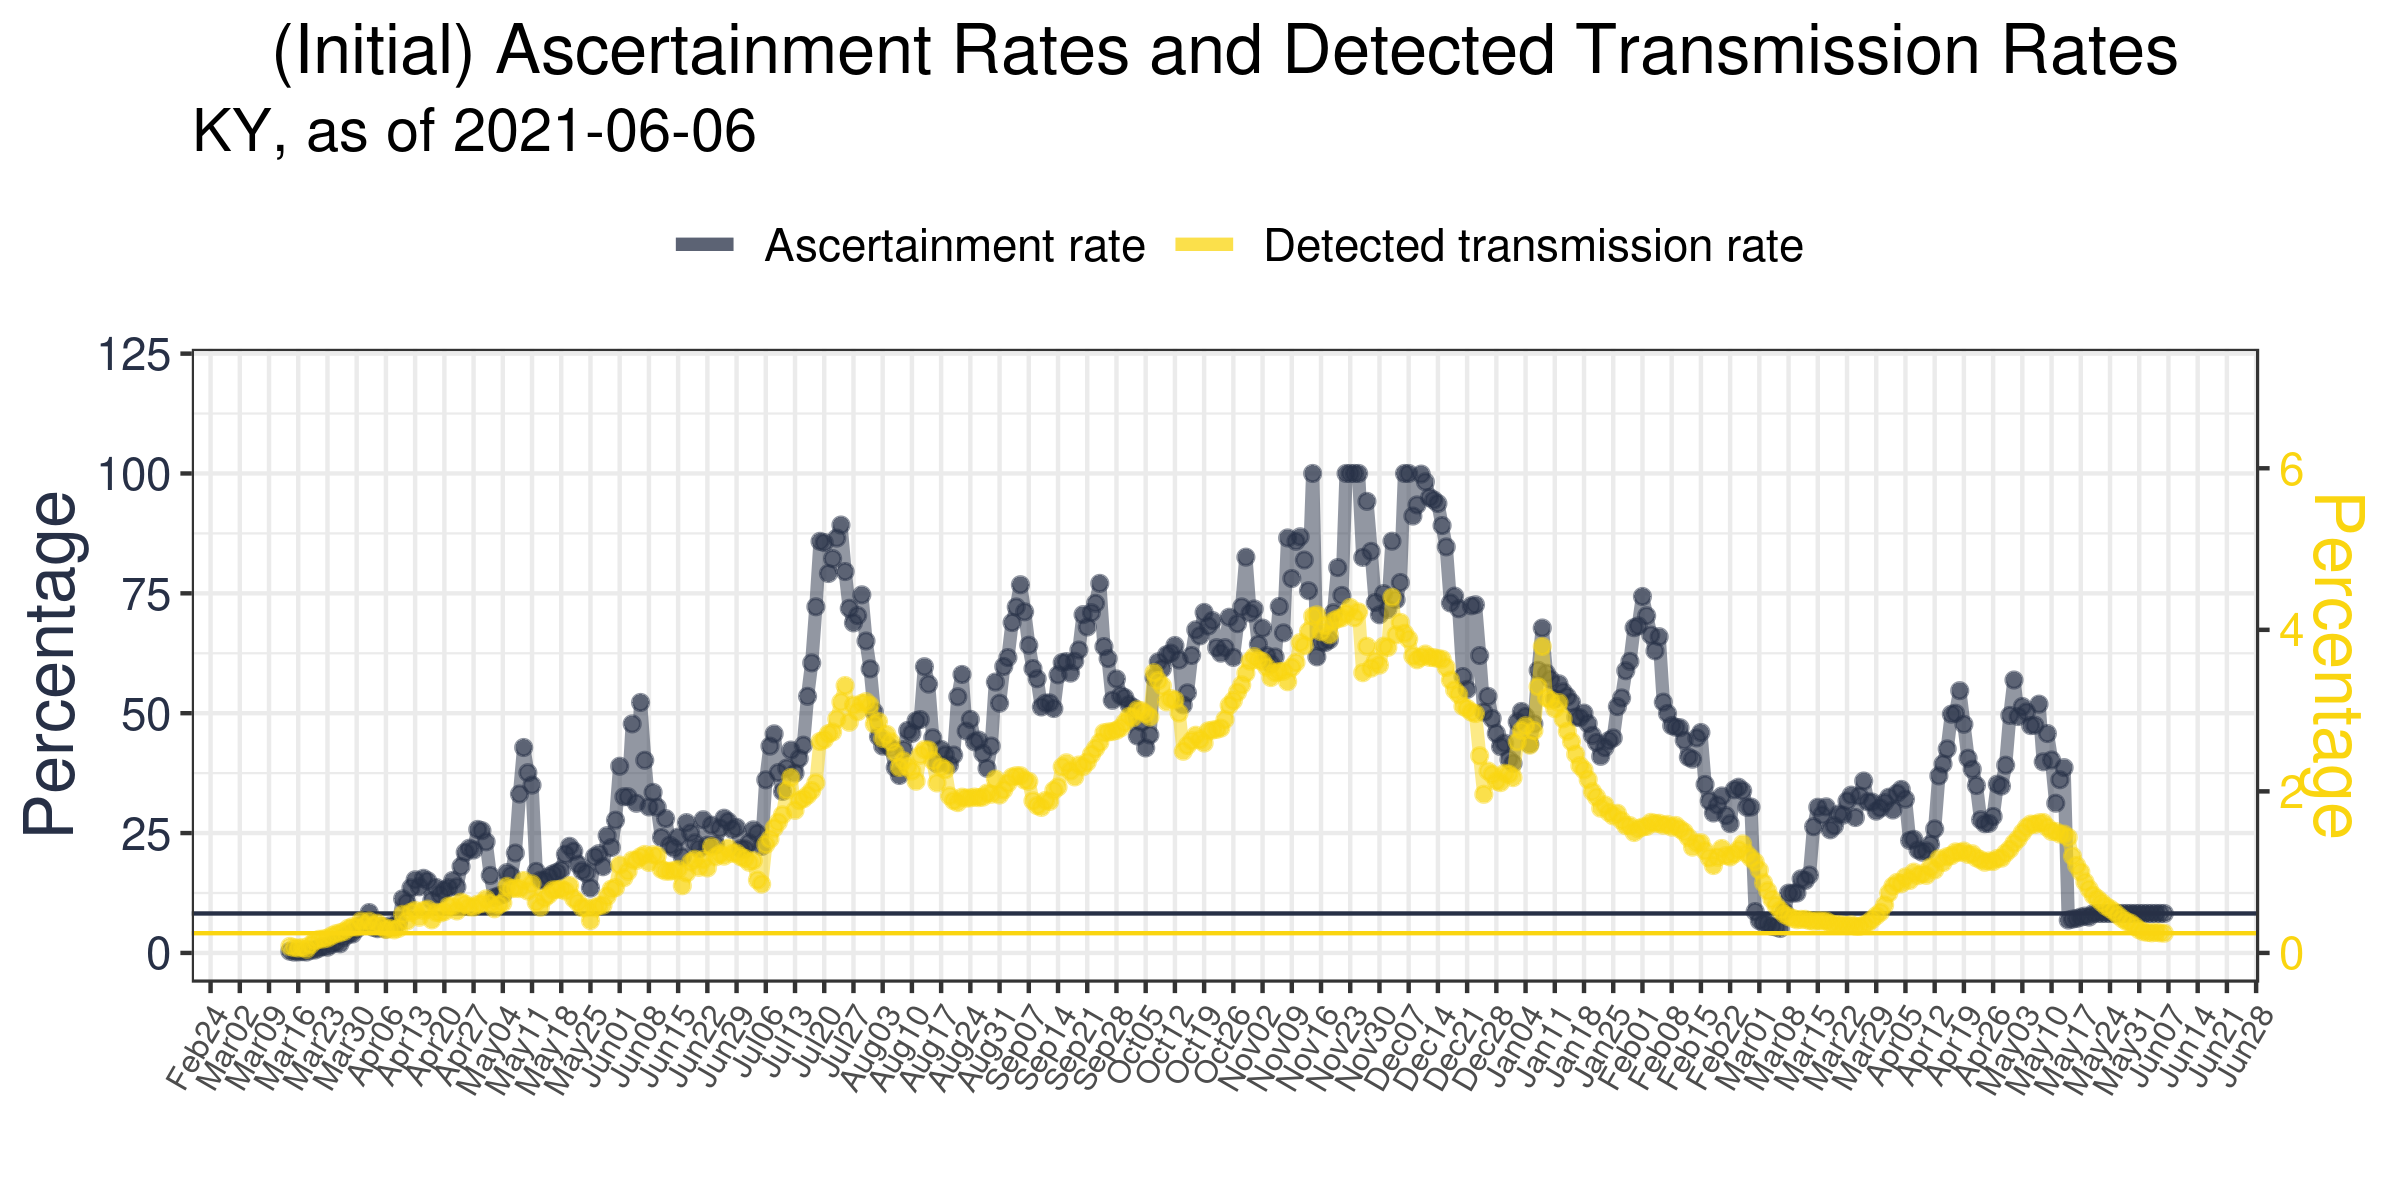 (Initial) Ascertainment Rates and Detected Transmission Rates
KY, as of 2021-06-06
Ascertainment rate
Detected transmission rate
Percentage
125
100
75
50
25
0
6
4
2
0
Percentage
Feb24
Mar02
Mar09
Mar16
Mar23
Mar30
Apr06
Apr13
Apr20
Apr27
May04
May11
May18
May25
Jun01
Jun08
Jun15
Jun22
Jun29
Jul06
Jul13
Jul20
Jul27
Aug03
Aug10
Aug17
Aug24
Aug31
Sep07
Sep14
Sep21
Sep28
Oct05
Oct12
Oct19
Oct26
Nov02
Nov09
Nov16
Nov23
Nov30
Dec07
Dec14
Dec21
Dec28
Jan04
Jan11
Jan18
Jan25
Feb01
Feb08
Feb15
Feb22
Mar01
Mar08
Mar15
Mar22
Mar29
Apr05
Apr12
Apr19
Apr26
May03
May10
May17
May24
May31
Jun07
Jun14
Jun21
Jun28